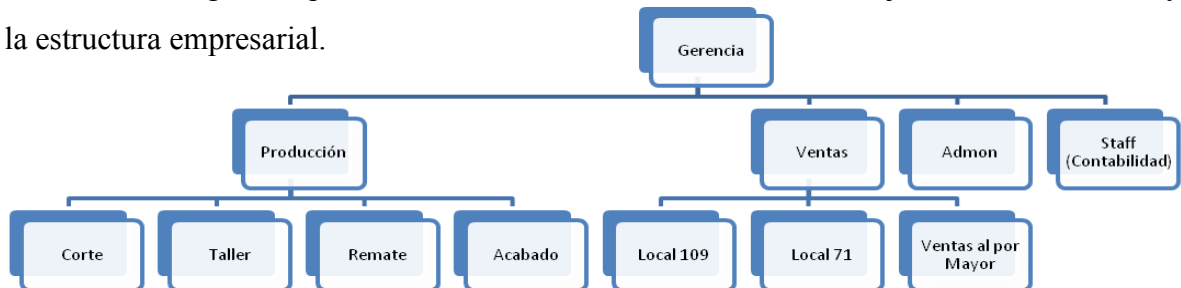 la estructura empresarial.
Gerencia
Producción
Ventas
Admon
Staff
(Contabilidad)
Corte
Taller
Remate
Acabado
Local 109
Local 71
Ventas al por
Mayor